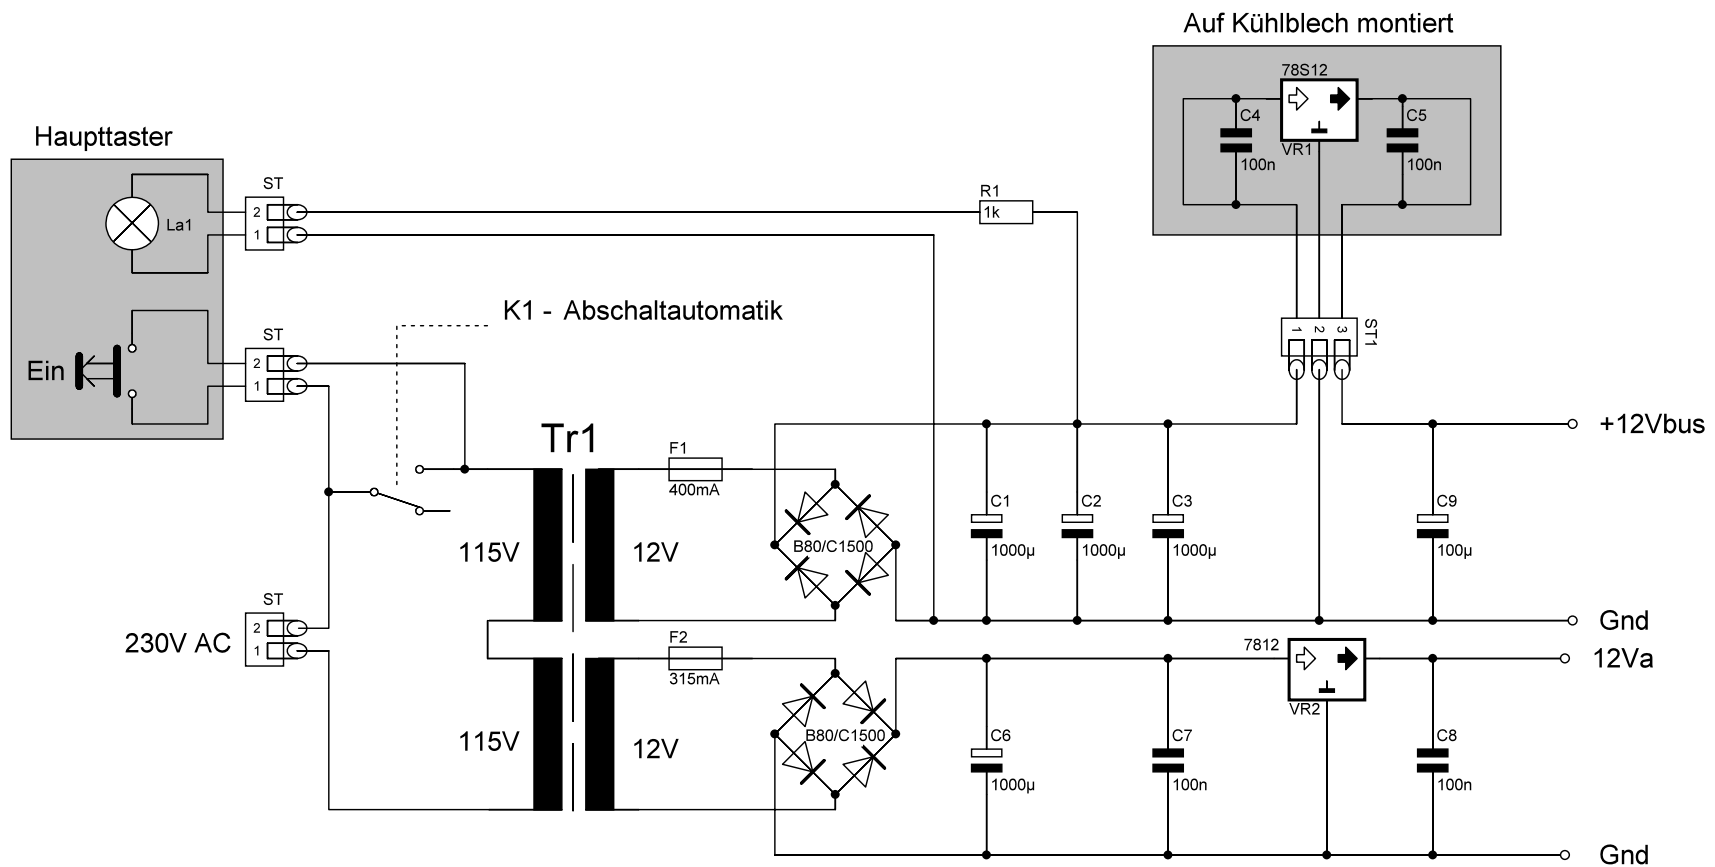 Auf Kühlblech montiert
78S12
C4
100n
VR1
C5
100n
Haupttaster
La1
ST
2
1
R1
1k
Ein
ST
2
1
K1 - Abschaltautomatik
1
2
3
ST1
Tr1
F1
400mA
115V
12V
B80/C1500
C1
1000µ
C2
1000µ
C3
1000µ
C9
100µ
+12Vbus
Gnd
230V AC
ST
2
1
F2
315mA
115V
12V
B80/C1500
C6
1000µ
C7
100n
7812
VR2
C8
100n
12Va
Gnd